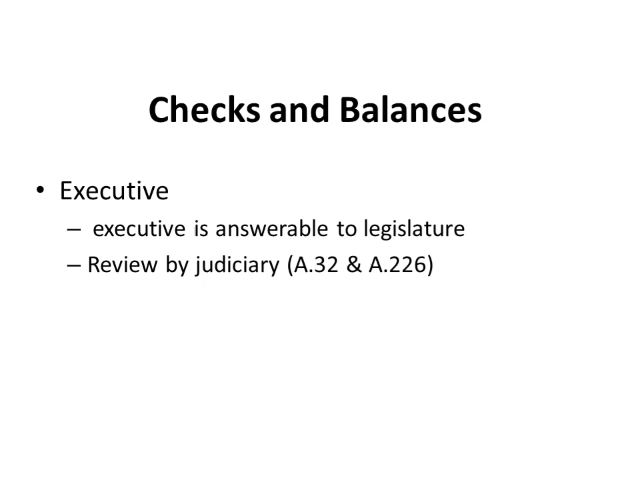 Checks and Balances
• Executive
– executive is answerable to legislature
– Review by judiciary (A.32 & A.226)